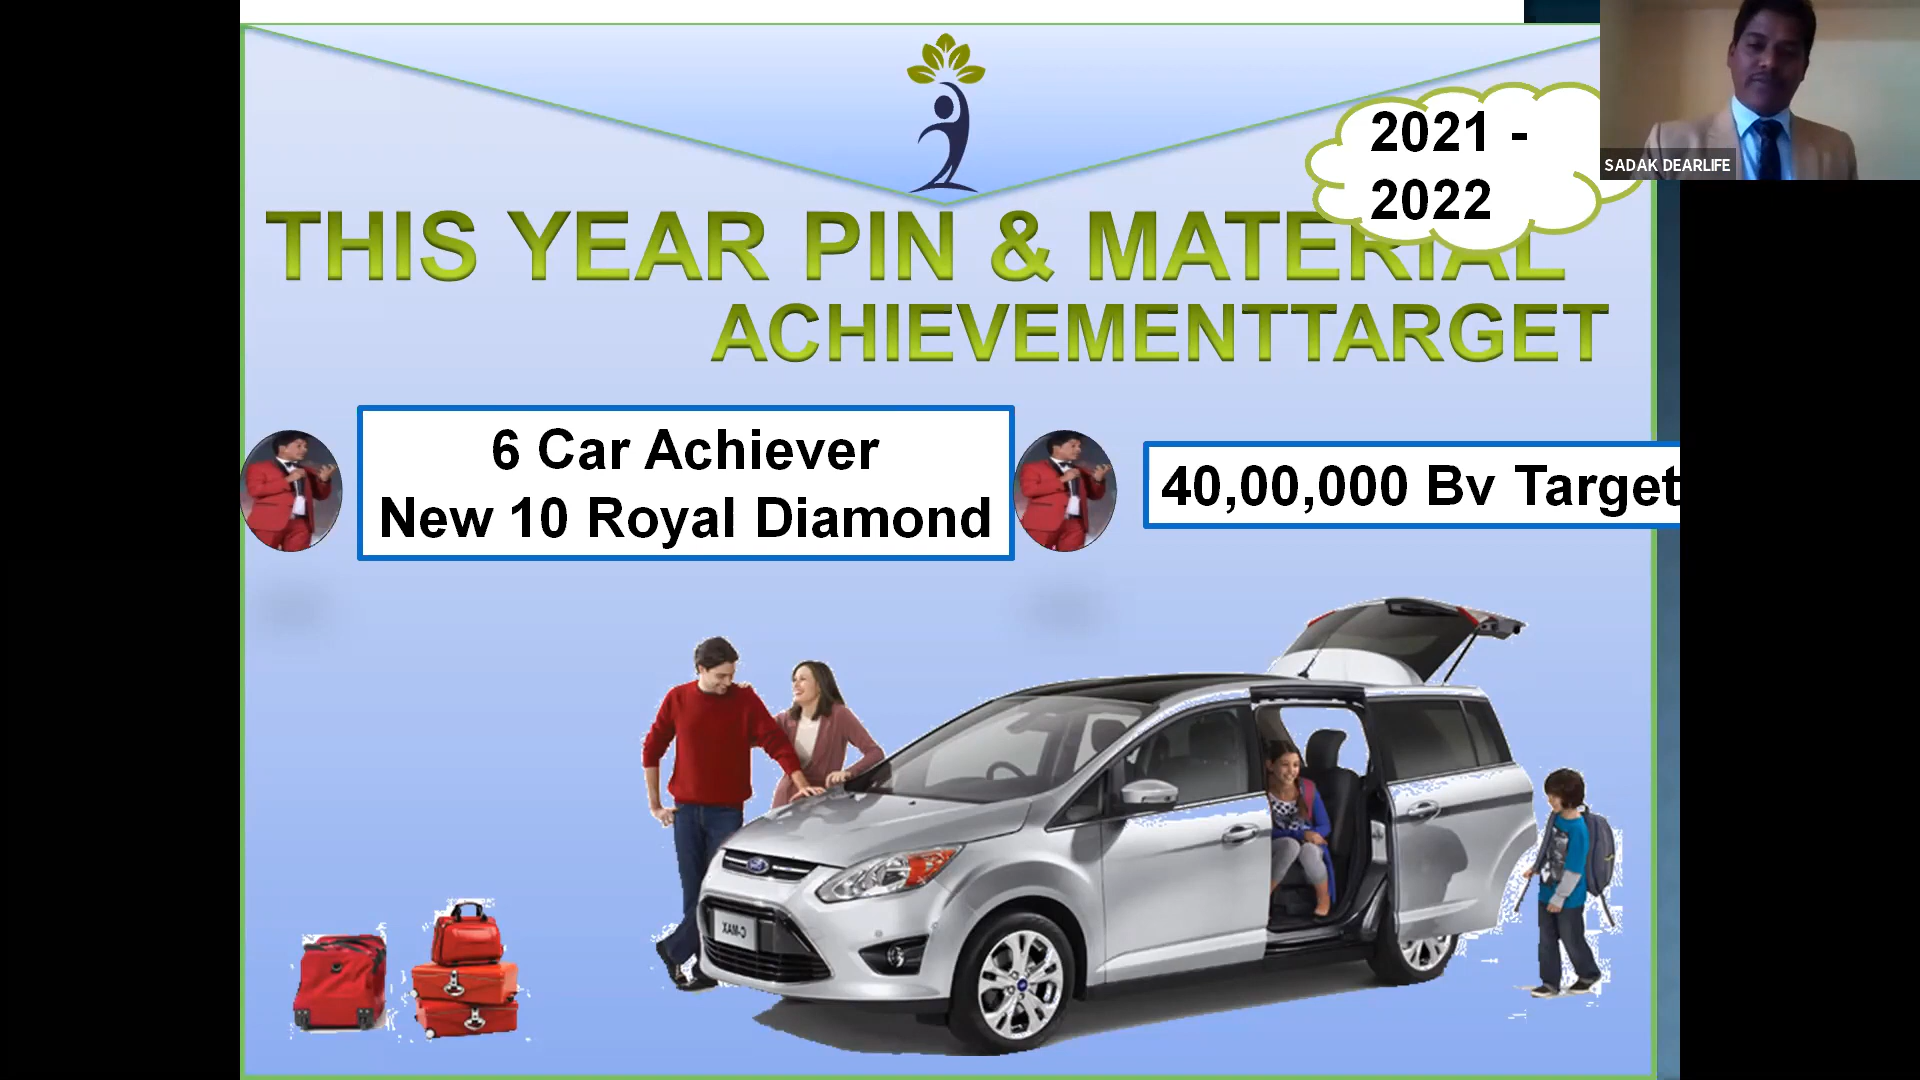 2021 -
2022
SADAK DEARLIFE
THIS YEAR PIN & MATERIAL
ACHIEVEMENTTARGET
6 Car Achiever
New 10 Royal Diamond
40,00,000 Bv Target
C-MAX